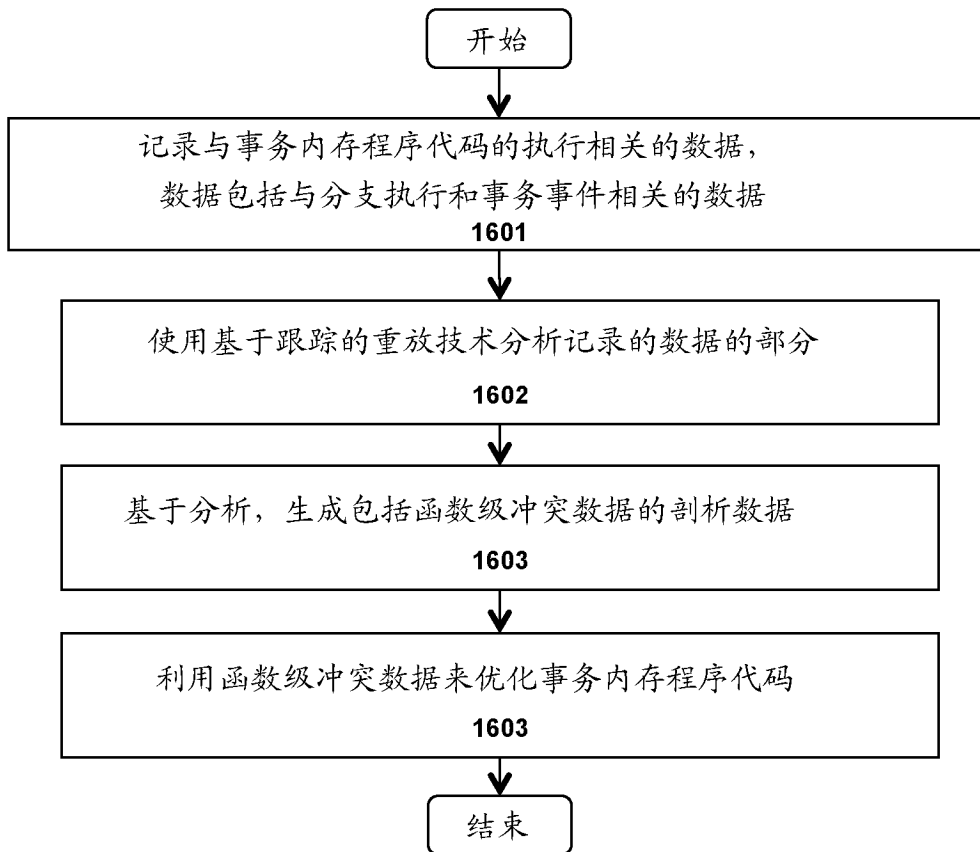 开始
记录与事务内存程序代码的执行相关的数据，
数据包括与分支执行和事务事件相关的数据
1601
使用基于跟踪的重放技术分析记录的数据的部分
1602
基于分析，生成包括函数级冲突数据的剖析数据
1603
利用函数级冲突数据来优化事务内存程序代码
1603
结束